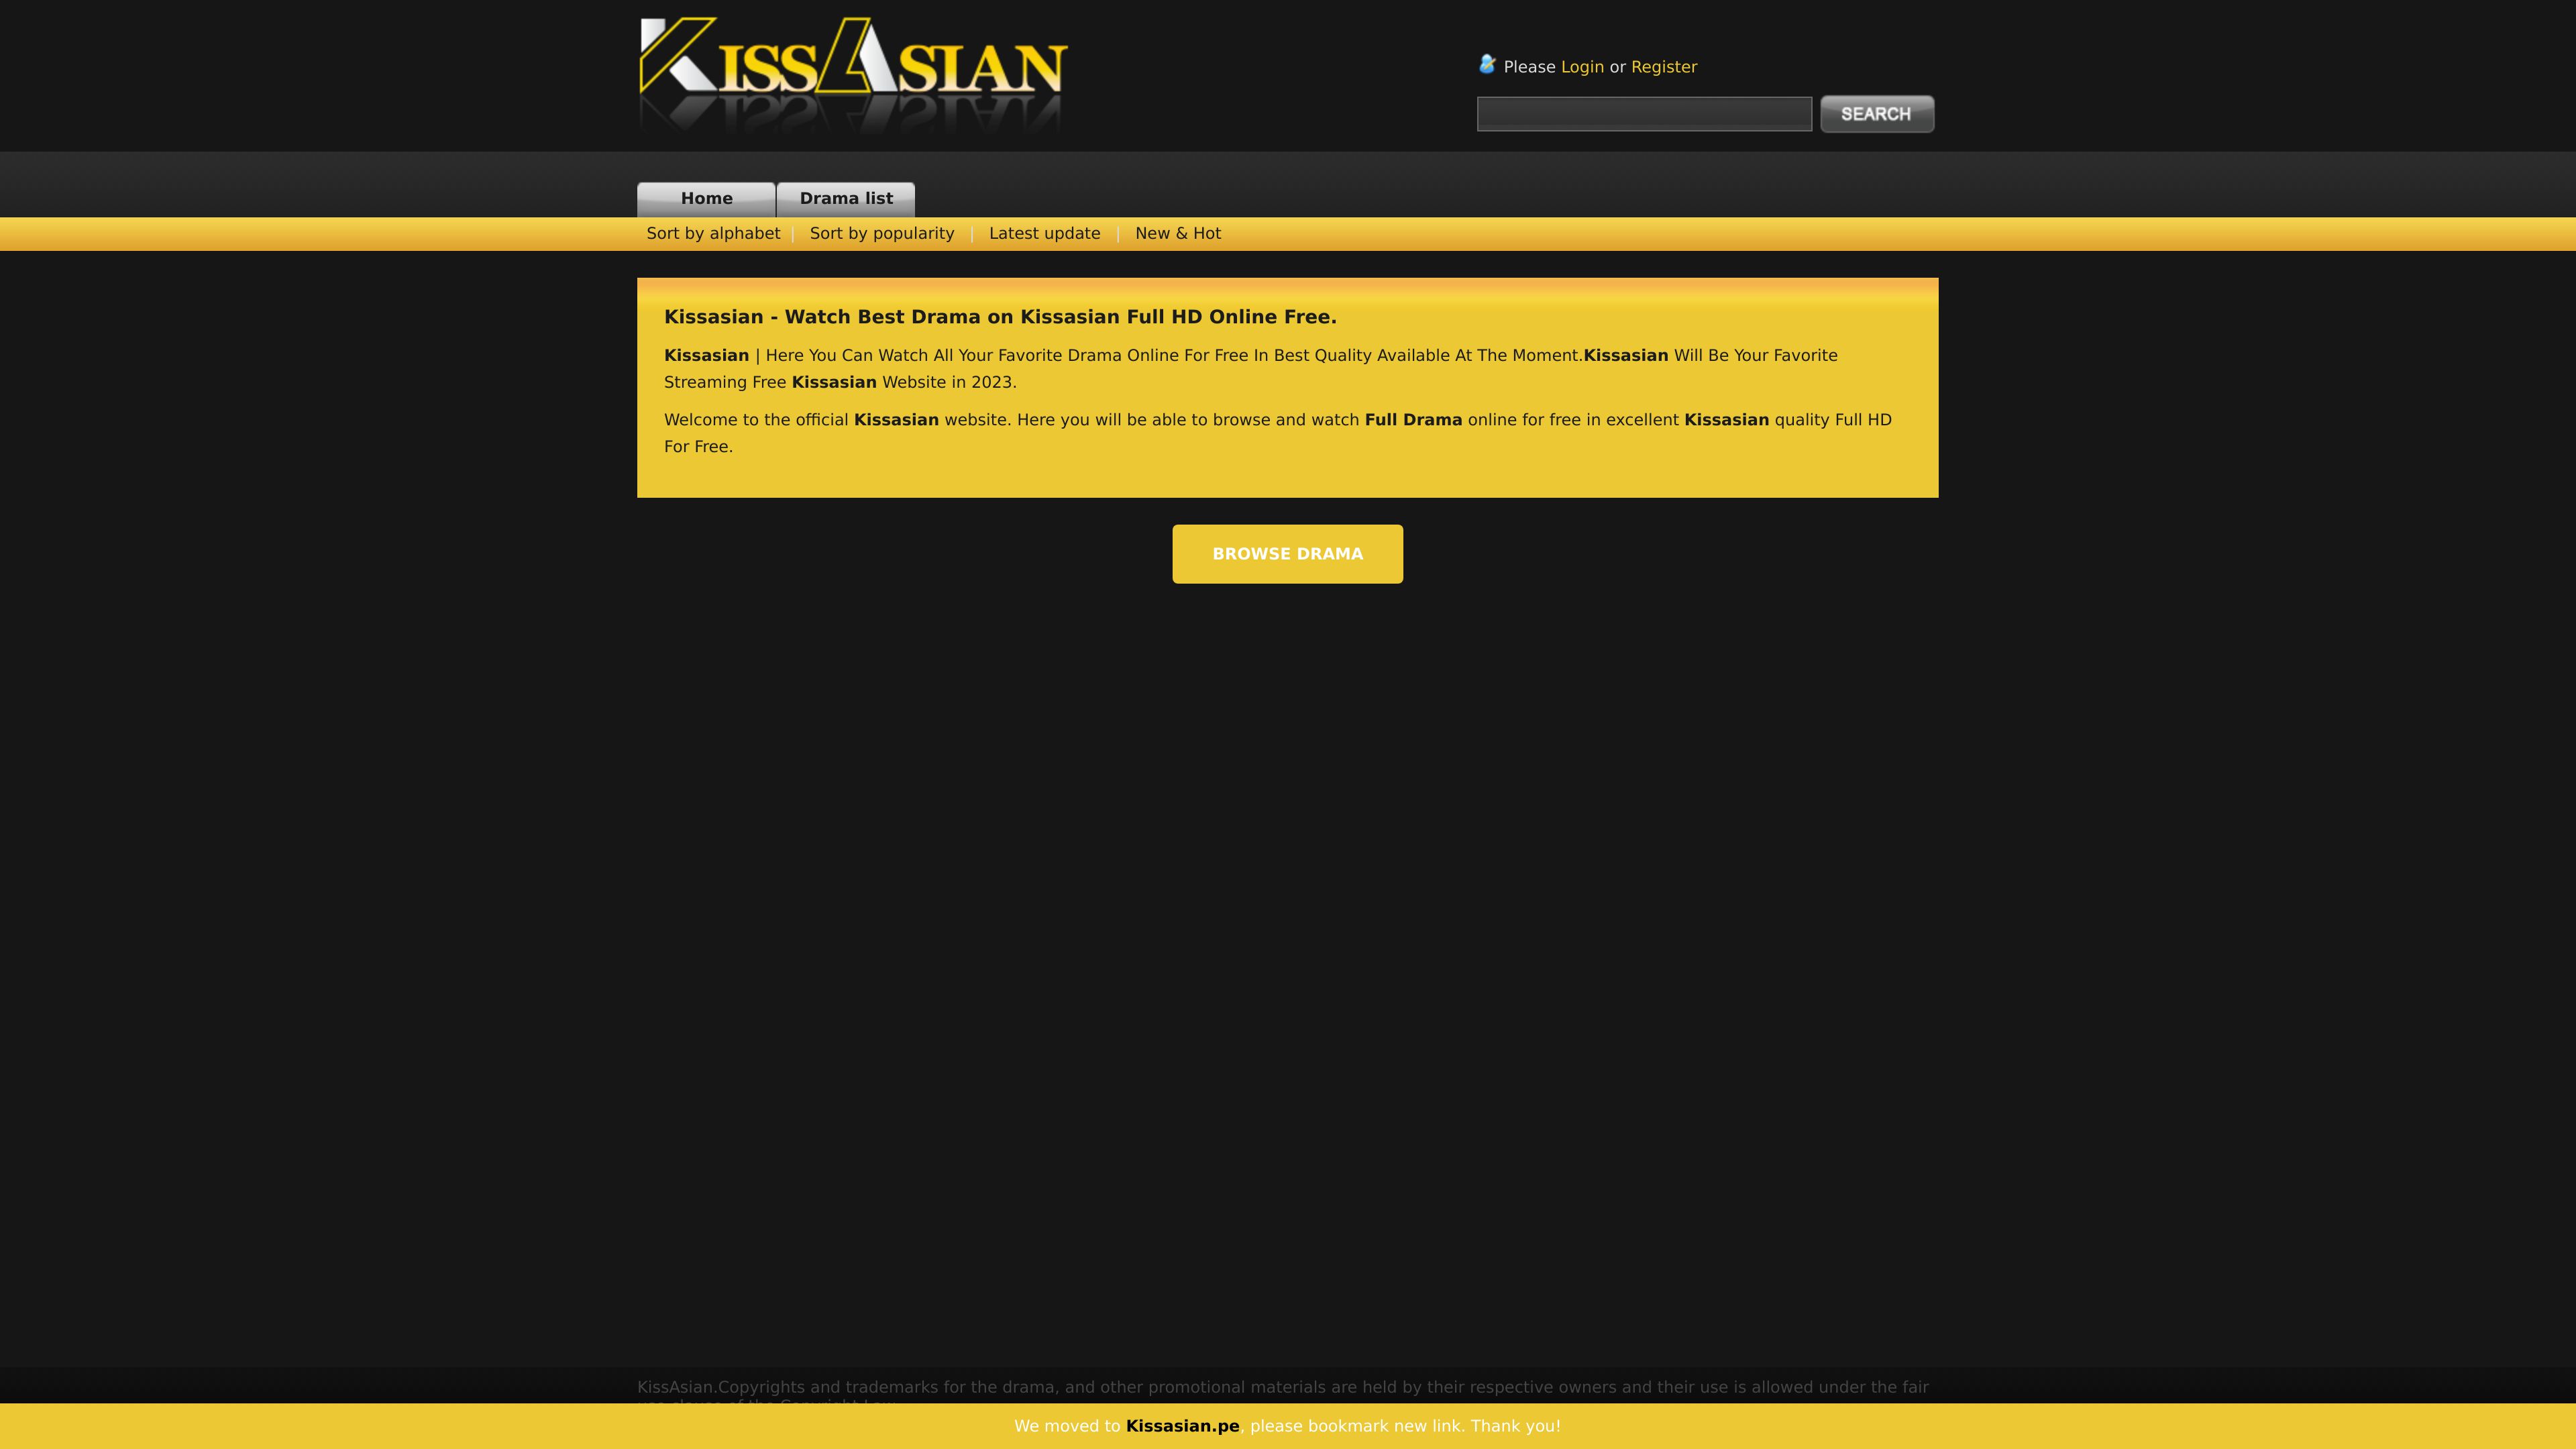 KISSASIAN
Please Login or Register
SEARCH
Home
Drama list
Sort by alphabet | Sort by popularity | Latest update | New & Hot
Kissasian - Watch Best Drama on Kissasian Full HD Online Free.
Kissasian | Here You Can Watch All Your Favorite Drama Online For Free In Best Quality Available At The Moment.Kissasian Will Be Your Favorite
Streaming Free Kissasian Website in 2023.
Welcome to the official Kissasian website. Here you will be able to browse and watch Full Drama online for free in excellent Kissasian quality Full HD
For Free.
BROWSE DRAMA
KissAsian.Copyrights and trademarks for the drama, and other promotional materials are held by their respective owners and their use is allowed under the fair
We moved to Kissasian.pe, please bookmark new link. Thank you!